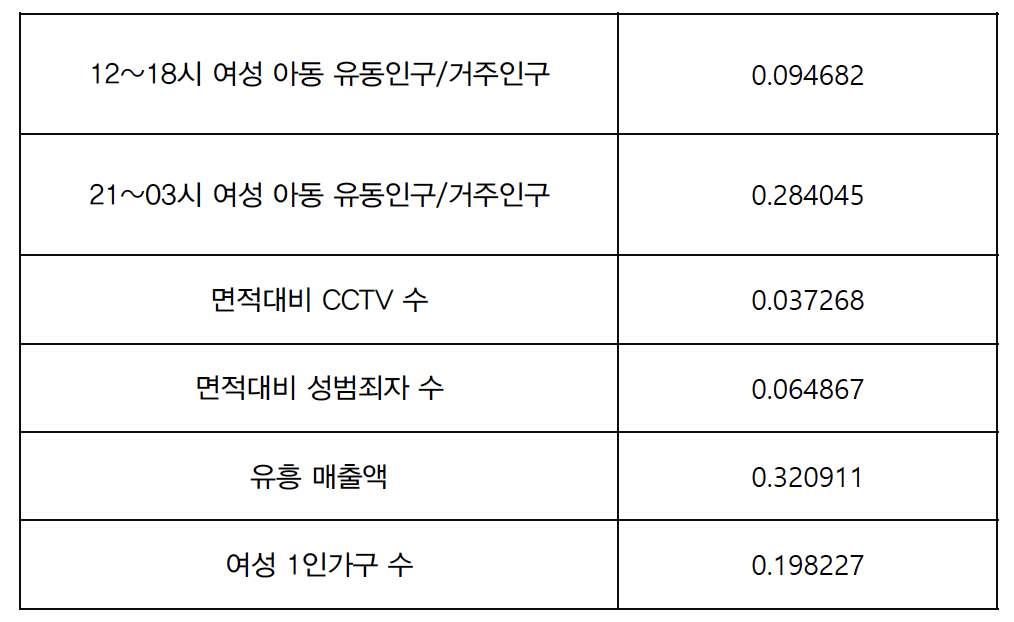 12~18시 여성 아동 유동인구/거주인구 0.094682
21~03시 여성 아동 유동인구/거주인구 0.284045
면적대비 CCTV 수 0.037268
면적대비 성범죄자 수 0.064867
유흥 매출액 0.320911
여성 1인가구 수 0.198227